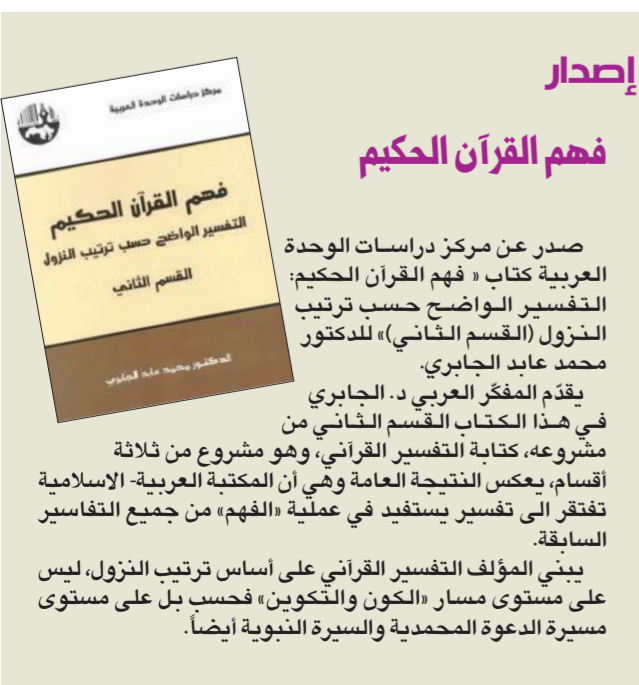 إصدار
فهم القرآن الحكيم
مركز دراسات الوحدة العربية
فهم القرآن الحكيم
التفسير الواضح حسب ترتيب النزول
القسم الثاني
الدكتور محمد عابد الجابري
صدر عن مركز دراسات الوحدة
العربية كتاب « فهم القرآن الحكيم:
التفسير الواضح حسب ترتيب
النزول (القسم الثاني)» للدكتور
محمد عابد الجابري.
يقدّم المفكّر العربي د. الجابري
في هذا الكتاب القسم الثاني من
مشروعه، كتابة التفسير القرآني، وهو مشروع من ثلاثة
أقسام، يعكس النتيجة العامة وهي أن المكتبة العربية- الاسلامية
تفتقر الى تفسير يستفيد في عملية «الفهم» من جميع التفاسير
السابقة.
يبني المؤلف التفسير القرآني على أساس ترتيب النزول، ليس
على مستوى مسار «الكون والتكوين» فحسب بل على مستوى
مسيرة الدعوة المحمدية والسيرة النبوية أيضاً.